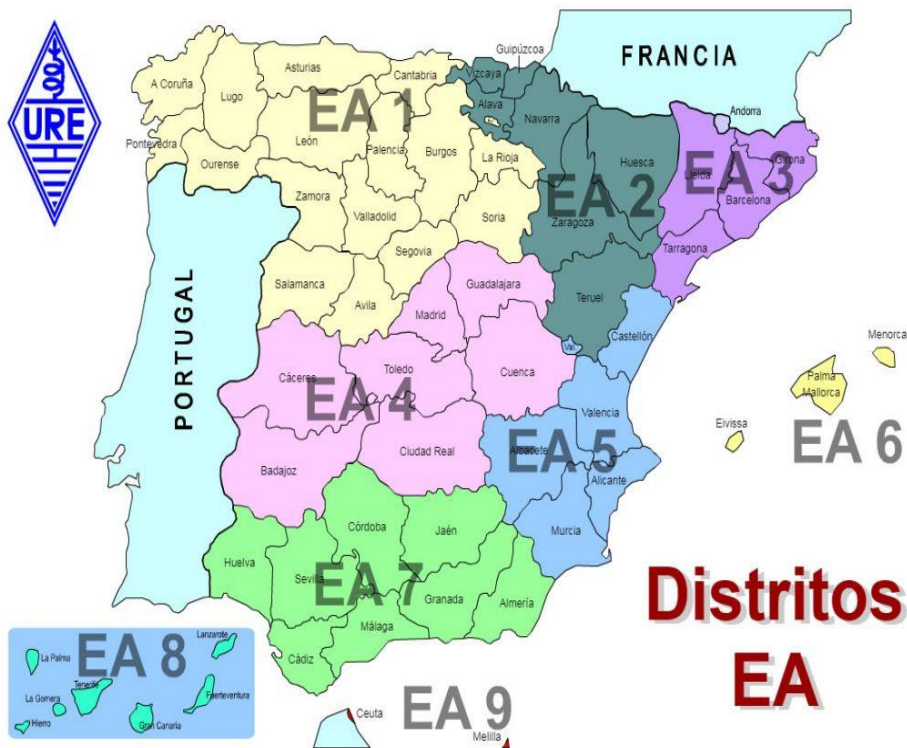 URE
FRANCIA
PORTUGAL
Guipúzcoa
Asturias
Cantabria
Vizcaya
A Coruña
Lugo
Alava
Navarra
Andorra
EA 1
León
Palencia
Burgos
La Rioja
Pontevedra
Ourense
Huesca
EA 2
Lleida
Girona
EA 3
Barcelona
Zamora
Valladolid
Soria
Zaragoza
Tarragona
Segovia
Salamanca
Avila
Guadalajara
Madrid
Teruel
Castellón
Val.
Menorca
Palma
Mallorca
Eivissa
EA 6
Cáceres
Toledo
Cuenca
EA 4
Valencia
Badajoz
Ciudad Real
Albacete
EA 5
Alicante
Murcia
Córdoba
Jaén
Huelva
Sevilla
EA 7
Granada
Almería
Málaga
Cádiz
Distritos
EA
EA 8
Lanzarote
La Palma
Tenerife
La Gomera
Fuerteventura
Hierro
Gran Canaria
EA 9
Ceuta
Melilla